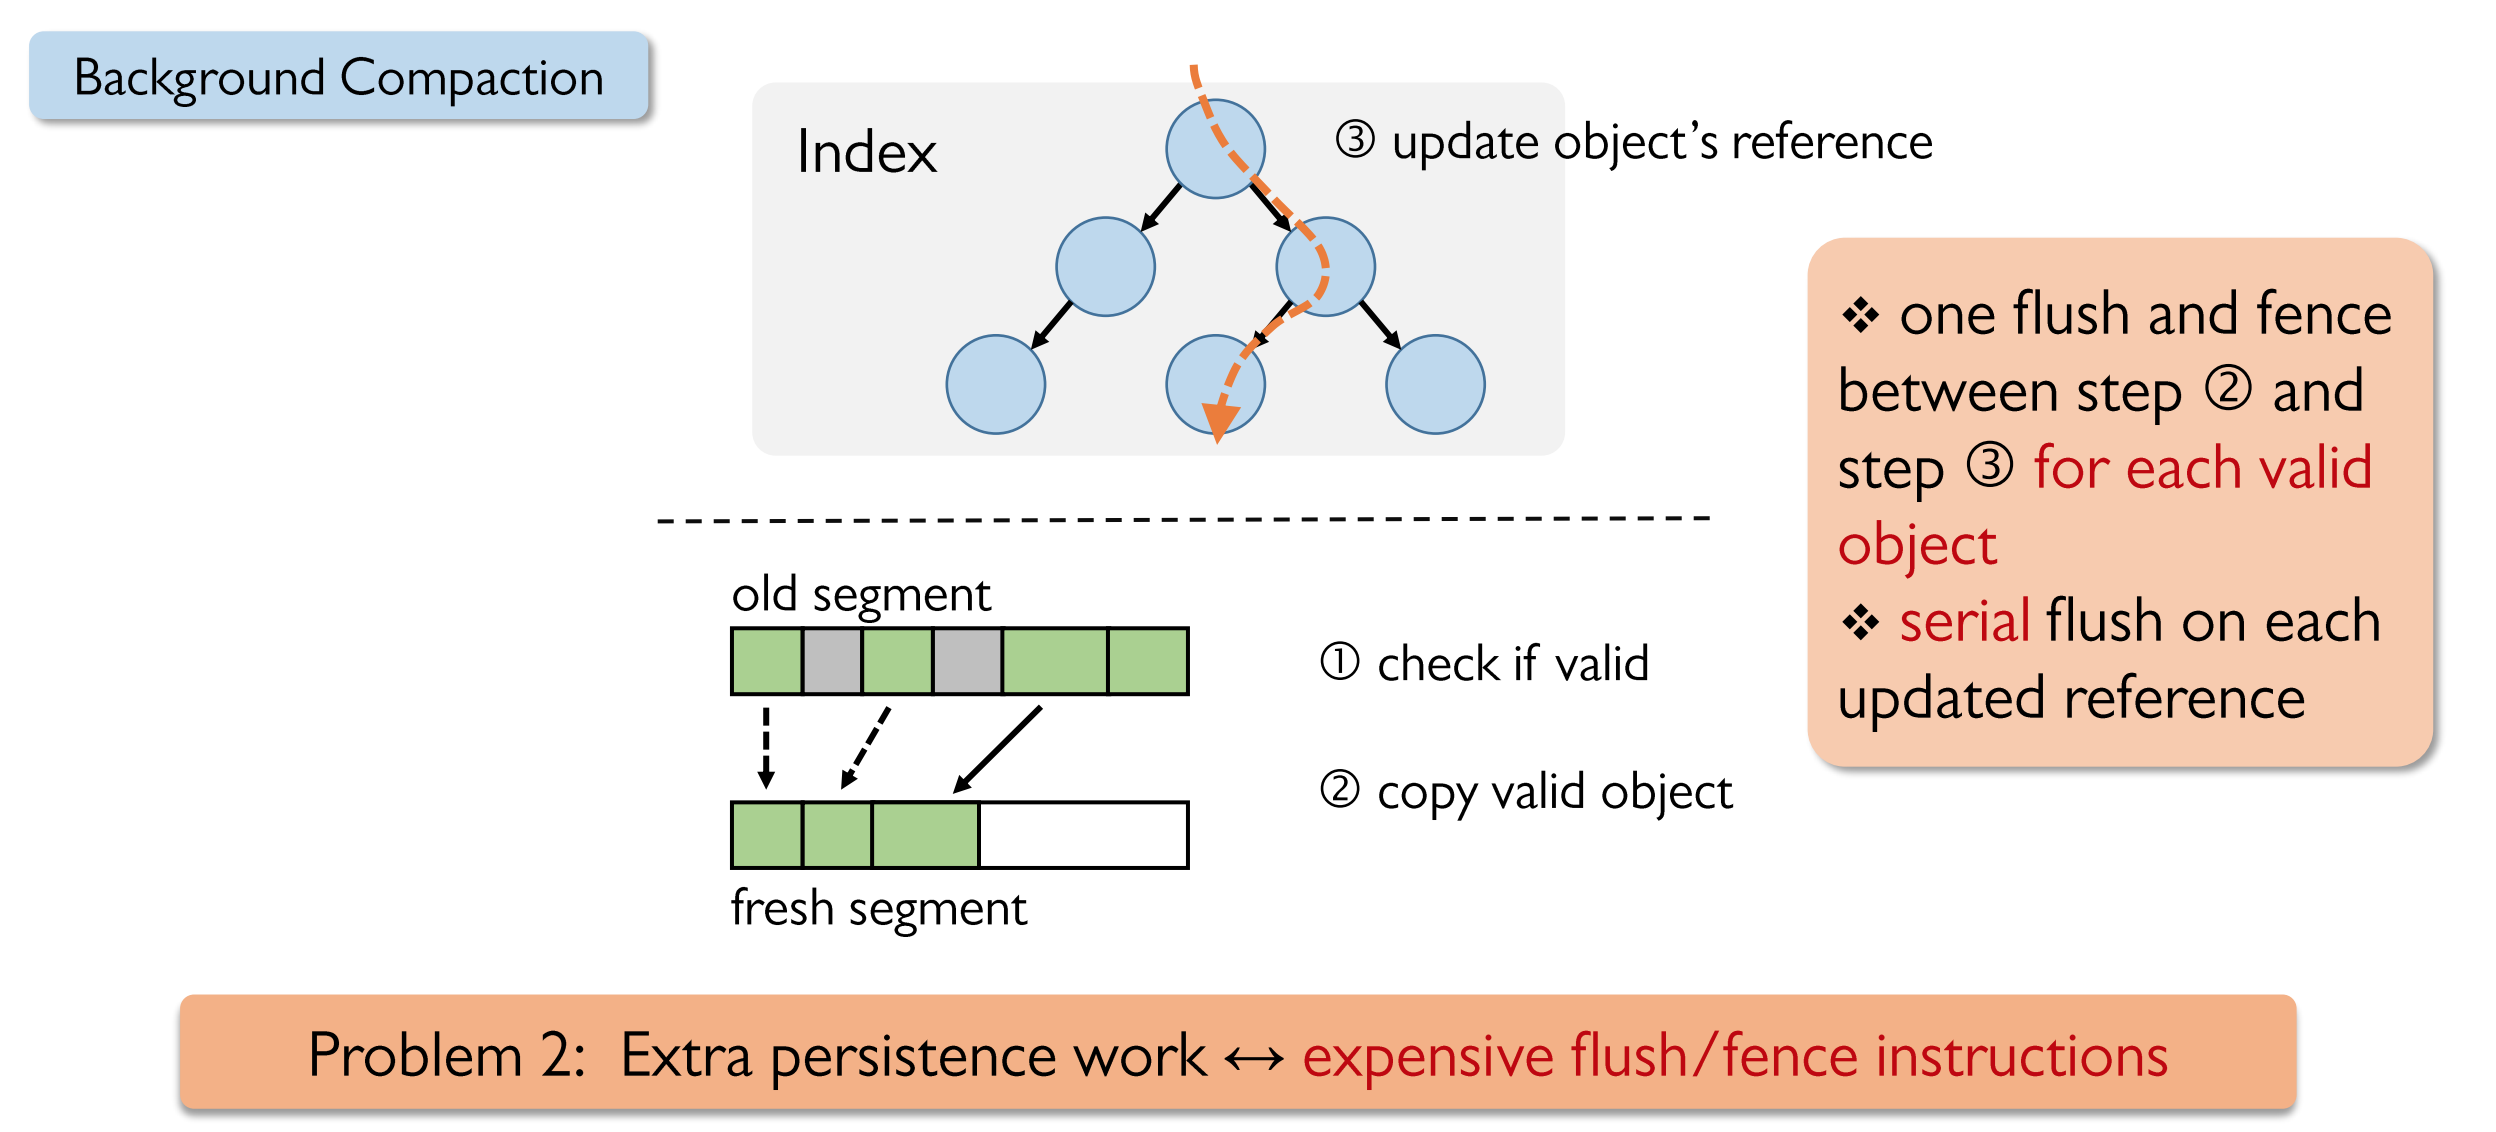 Background Compaction
Index
③ update object's reference
❖ one flush and fence
between step ② and
step ③ for each valid
object
❖ serial flush on each
updated reference
old segment
① check if valid
② copy valid object
fresh segment
Problem 2: Extra persistence work ↔ expensive flush/fence instructions